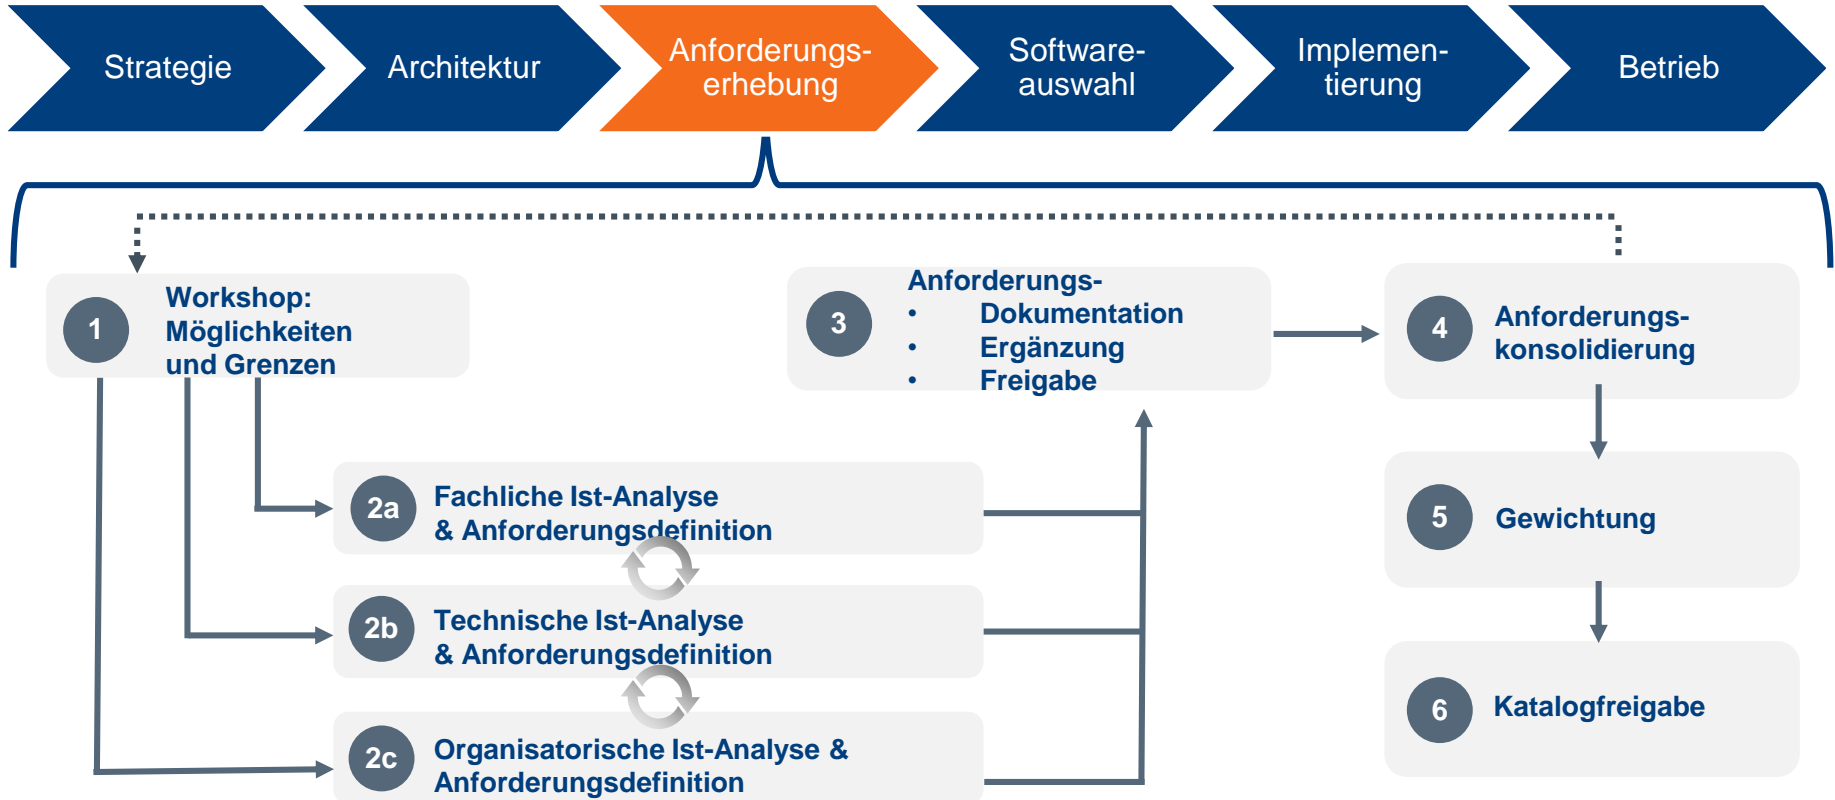 Strategie
Architektur
Anforderungs-
erhebung
Software-
auswahl
Implemen-
tierung
Betrieb
1
Workshop:
Möglichkeiten
und Grenzen
2a
Fachliche Ist-Analyse
& Anforderungsdefinition
2b
Technische Ist-Analyse
& Anforderungsdefinition
2c
Organisatorische Ist-Analyse &
Anforderungsdefinition
3
Anforderungs-
• Dokumentation
• Ergänzung
• Freigabe
4
Anforderungs-
konsolidierung
5
Gewichtung
6
Katalogfreigabe